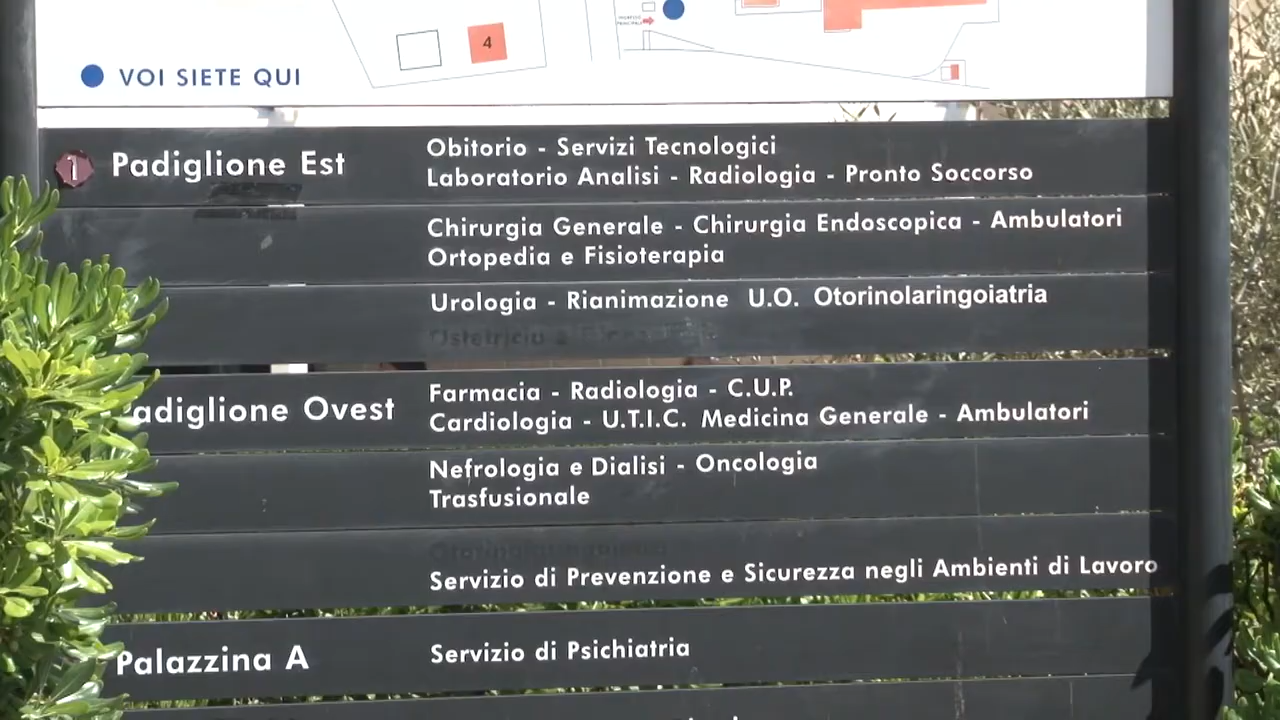 4
VOI SIETE QUI
1 Padiglione Est
Obitorio - Servizi Tecnologici
Laboratorio Analisi - Radiologia - Pronto Soccorso
Chirurgia Generale - Chirurgia Endoscopica - Ambulatori
Ortopedia e Fisioterapia
Urologia - Rianimazione U.O. Otorinolaringoiatria
adiglione Ovest
Farmacia - Radiologia - C.U.P.
Cardiologia - U.T.I.C. Medicina Generale - Ambulatori
Nefrologia e Dialisi - Oncologia
Trasfusionale
Servizio di Prevenzione e Sicurezza negli Ambienti di Lavoro
Palazzina A
Servizio di Psichiatria